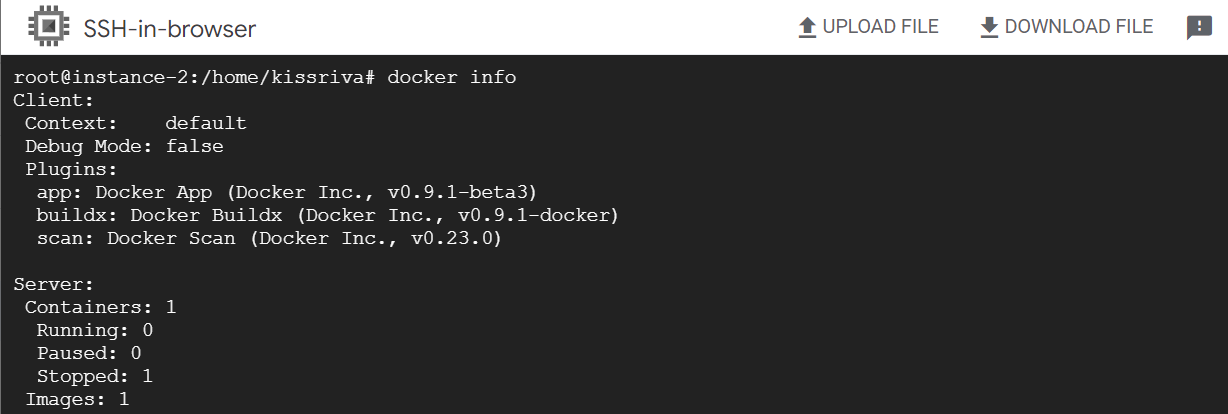 SSH-in-browser
UPLOAD FILE
DOWNLOAD FILE
root@instance-2:/home/kissriva# docker info
Client:
 Context:    default
 Debug Mode: false
 Plugins:
  app: Docker App (Docker Inc., v0.9.1-beta3)
  buildx: Docker Buildx (Docker Inc., v0.9.1-docker)
  scan: Docker Scan (Docker Inc., v0.23.0)

Server:
 Containers: 1
  Running: 0
  Paused: 0
  Stopped: 1
 Images: 1